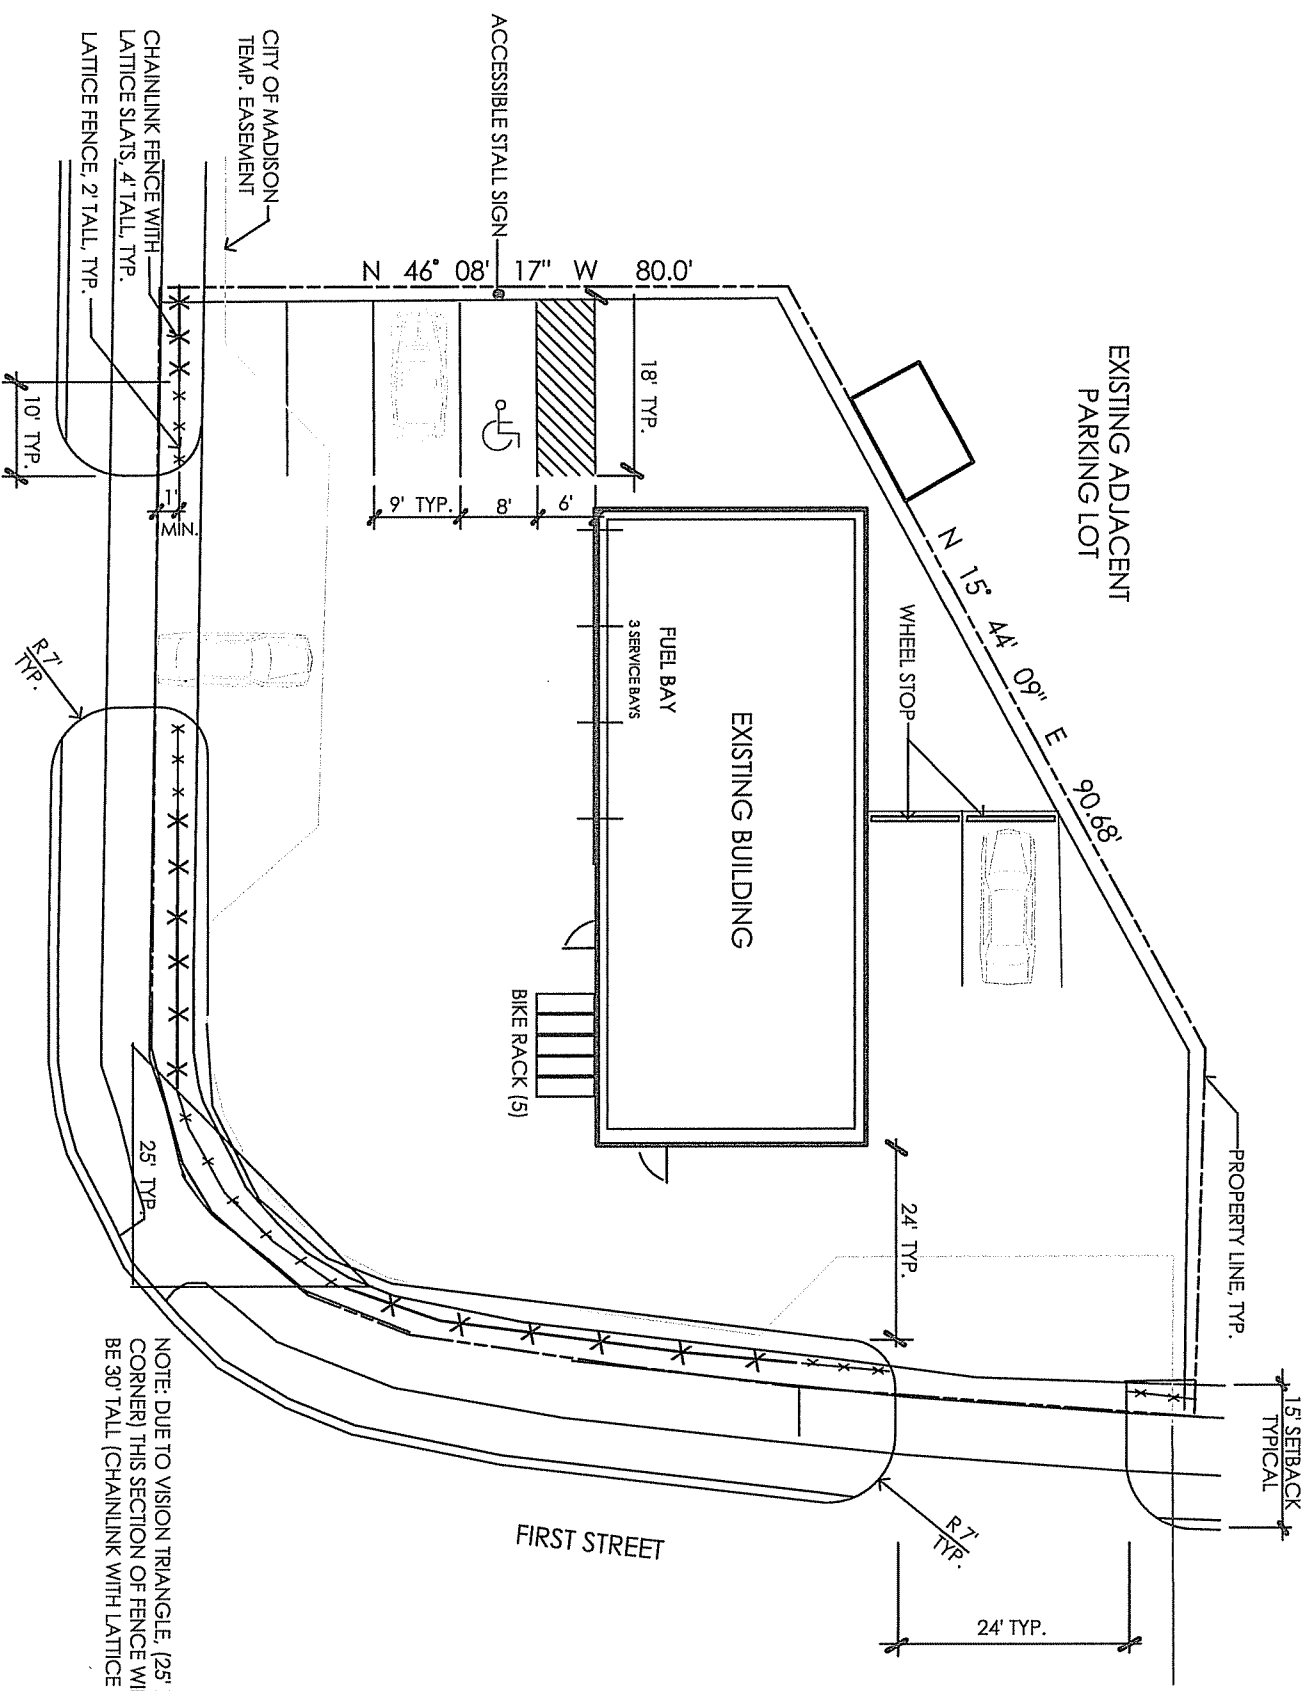 ACCESSIBLE STALL SIGN
CITY OF MADISON
TEMP. EASEMENT
CHAINLINK FENCE WITH
LATTICE SLATS, 4' TALL, TYP.
LATTICE FENCE, 2' TALL, TYP.
N 46° 08' 17" W 80.0'
EXISTING ADJACENT
PARKING LOT
18' TYP.
10' TYP.
1'
MIN.
9' TYP.
8'
6'
N 15° 44' 09" E 90.68'
WHEEL STOP
FUEL BAY
3 SERVICE BAYS
EXISTING BUILDING
R 7'
TYP.
BIKE RACK (5)
PROPERTY LINE, TYP.
24' TYP.
25' TYP.
15' SETBACK
TYPICAL
FIRST STREET
R 7'
TYP.
24' TYP.
NOTE: DUE TO VISION TRIANGLE, (25'
CORNER) THIS SECTION OF FENCE WI
BE 30' TALL (CHAINLINK WITH LATTICE